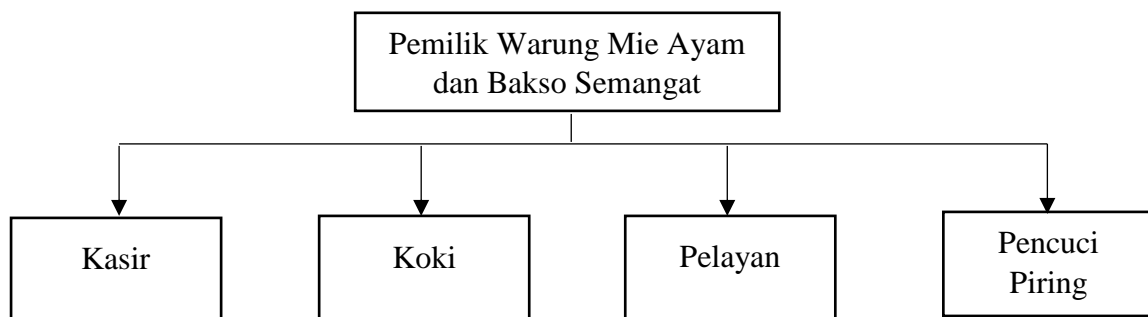 Pemilik Warung Mie Ayam
dan Bakso Semangat
Kasir
Koki
Pelayan
Pencuci
Piring